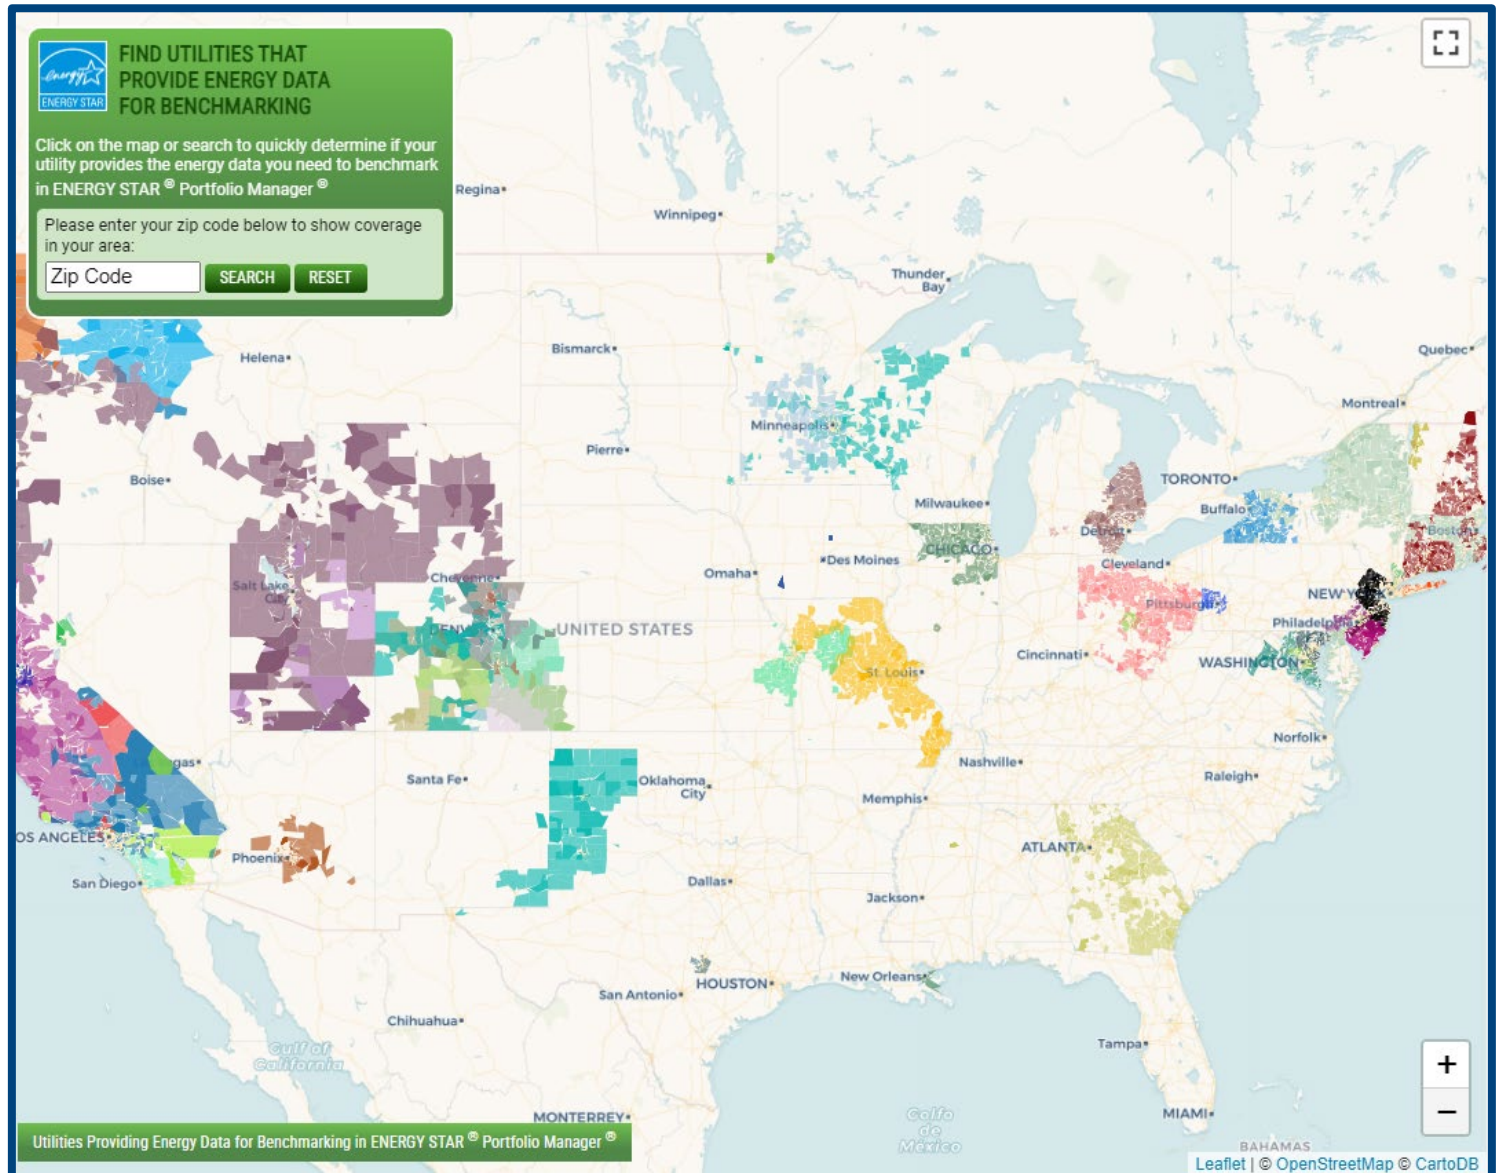 FIND UTILITIES THAT
PROVIDE ENERGY DATA
FOR BENCHMARKING
energy
ENERGY STAR
Click on the map or search to quickly determine if your
utility provides the energy data you need to benchmark
in ENERGY STAR ® Portfolio Manager ®
Please enter your zip code below to show coverage
in your area:
Zip Code
SEARCH
RESET
Regina
Winnipeg
Thunder
Bay
Helena
Bismarck
Quebec
Montreal
Minneapolis
Pierre
Boise
TORONTO
Milwaukee
Buffalo
Detroit
Boston
CHICAGO
Des Moines
Cleveland
Omaha
Cheyenne
Salt Lake
City
NEW YORK
Pittsburgh
Philadelphia
DENVER
UNITED STATES
Cincinnati
WASHINGTON
St. Louis
Norfolk
gas
Nashville
Raleigh
Santa Fe
Oklahoma
City
Memphis
OS ANGELES
Phoenix
ATLANTA
San Diego
Dallas
Jackson
New Orleans
HOUSTON
San Antonio
Chihuahua
Gulf of
California
Tampa
+
−
MONTERREY
Golfo
de
México
MIAMI
Utilities Providing Energy Data for Benchmarking in ENERGY STAR ® Portfolio Manager ®
BAHAMAS
Leaflet | © OpenStreetMap © CartoDB